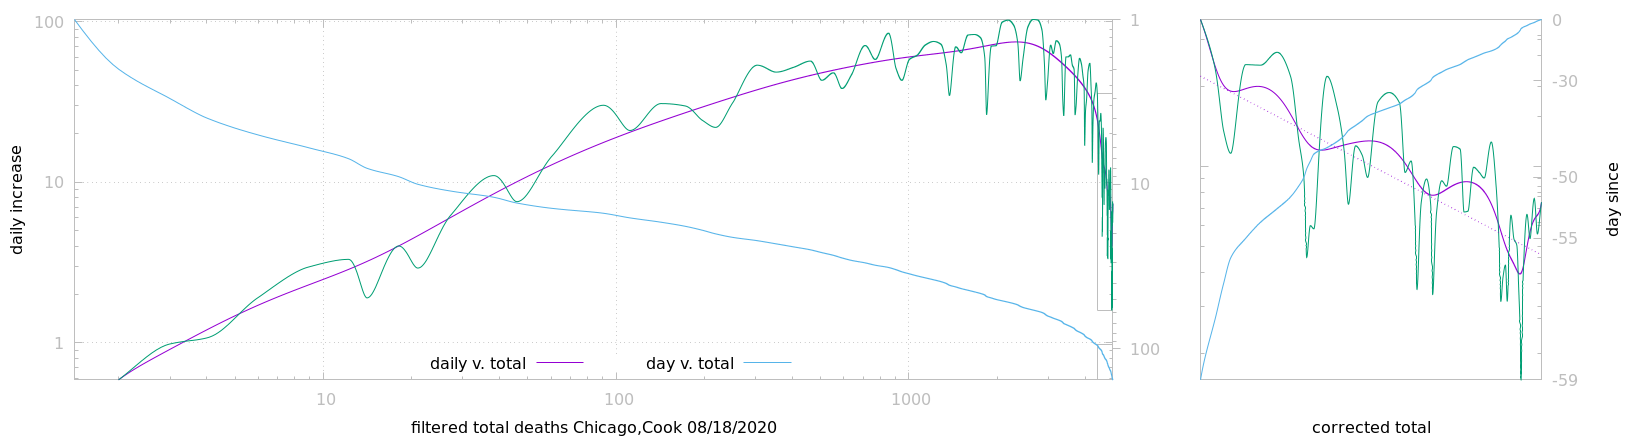 100
10
1
daily increase
10
100
1000
filtered total deaths Chicago,Cook 08/18/2020
daily v. total
day v. total
1
10
100
0
-30
-50
-55
-59
day since
corrected total